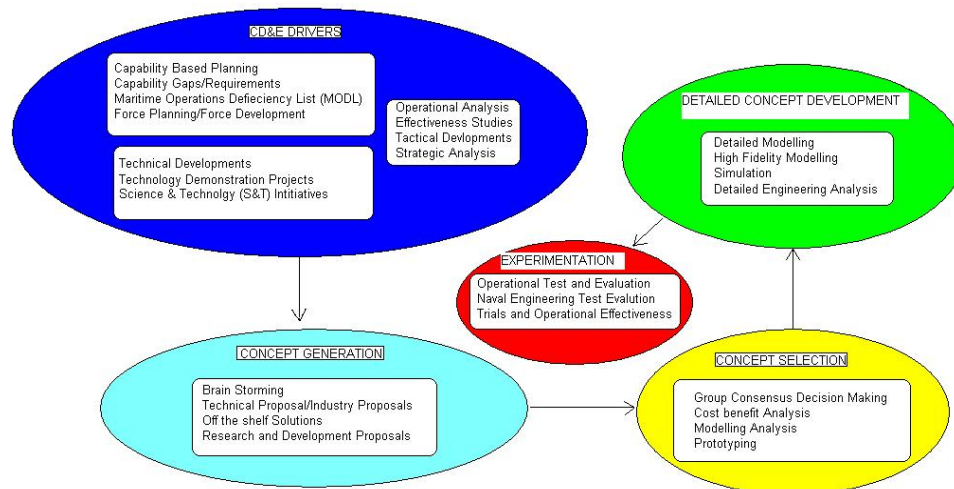 CD&E DRIVERS
Capability Based Planning
Capability Gaps/Requirements
Maritime Operations Defieciency List (MODL)
Force Planning/Force Development
Operational Analysis
Effectiveness Studies
Tactical Devlopments
Strategic Analysis
Technical Developments
Technology Demonstration Projects
Science & Technolgy (S&T) Intitiatives
CONCEPT GENERATION
Brain Storming
Technical Proposal/Industry Proposals
Off the shelf Solutions
Research and Development Proposals
CONCEPT SELECTION
Group Consensus Decision Making
Cost benefit Analysis
Modelling Analysis
Prototyping
DETAILED CONCEPT DEVELOPMENT
Detailed Modelling
High Fidelity Modelling
Simulation
Detailed Engineering Analysis
EXPERIMENTATION
Operational Test and Evaluation
Naval Engineering Test Evalution
Trials and Operational Effectiveness